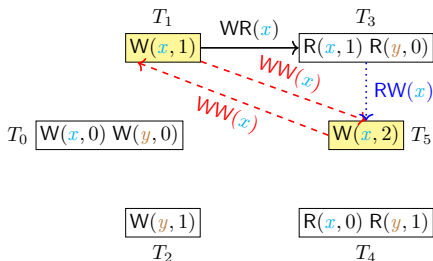 T₁ T₃
W(x, 1) WR(x) R(x, 1) R(y, 0)
WW(x) RW(x)
WW(x)
T₀ W(x, 0) W(y, 0) W(x, 2) T₅
W(y, 1) R(x, 0) R(y, 1)
T₂ T₄